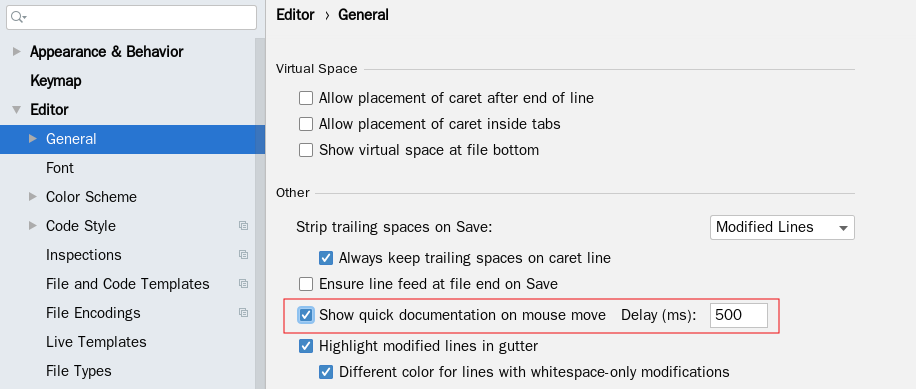 Appearance & Behavior
Keymap
Editor
General
Font
Color Scheme
Code Style
Inspections
File and Code Templates
File Encodings
Live Templates
File Types
Editor › General
Virtual Space
Allow placement of caret after end of line
Allow placement of caret inside tabs
Show virtual space at file bottom
Other
Strip trailing spaces on Save: Modified Lines
Always keep trailing spaces on caret line
Ensure line feed at file end on Save
Show quick documentation on mouse move Delay (ms): 500
Highlight modified lines in gutter
Different color for lines with whitespace-only modifications